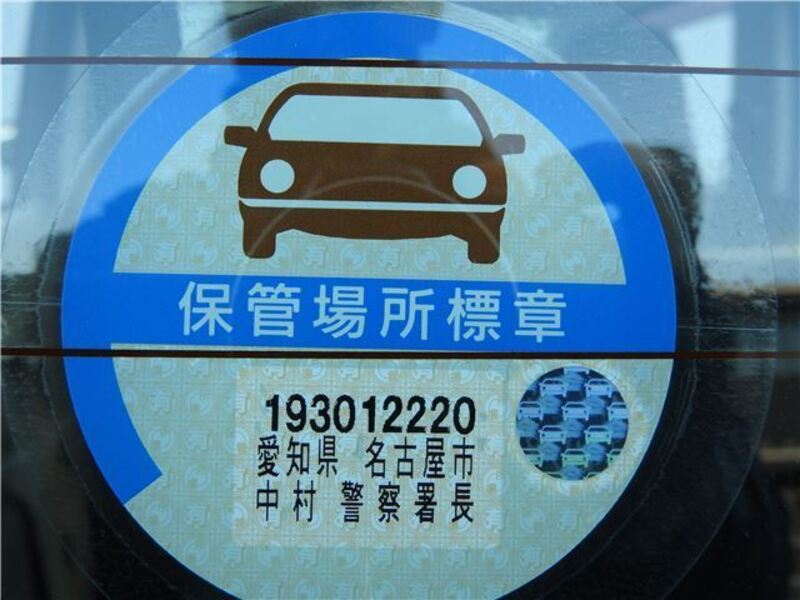 保管場所標章
193012220
愛知県 名古屋市
中村 警察署長